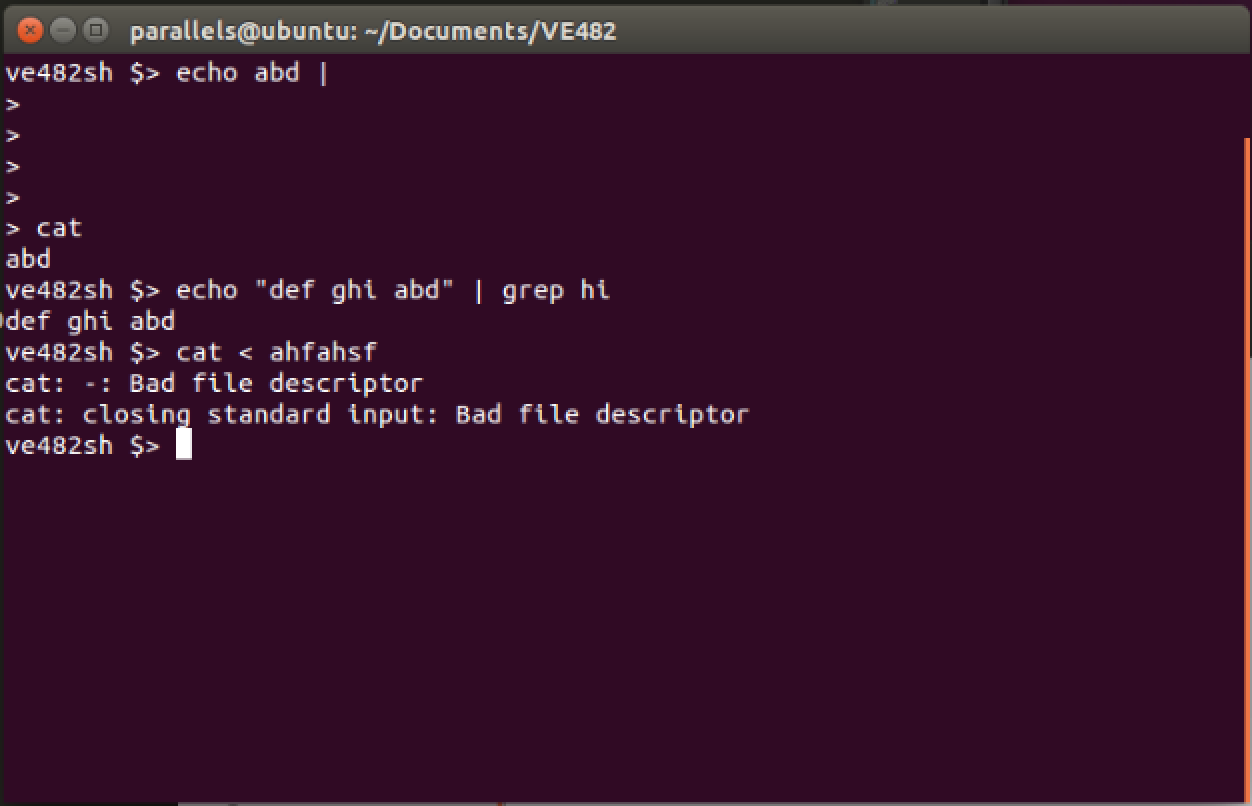 parallels@ubuntu: ~/Documents/VE482
ve482sh $> echo abd |
>
>
>
>
> cat
abd
ve482sh $> echo "def ghi abd" | grep hi
def ghi abd
ve482sh $> cat < ahfahsf
cat: -: Bad file descriptor
cat: closing standard input: Bad file descriptor
ve482sh $>